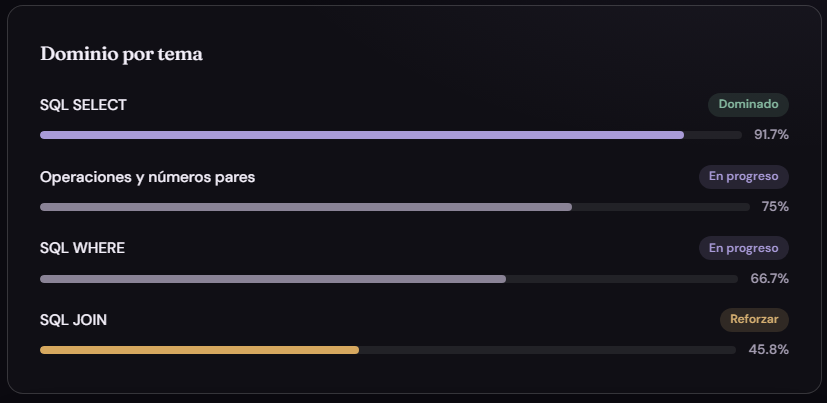 Dominio por tema
SQL SELECT
Dominado
91.7%
Operaciones y números pares
En progreso
75%
SQL WHERE
En progreso
66.7%
SQL JOIN
Reforzar
45.8%